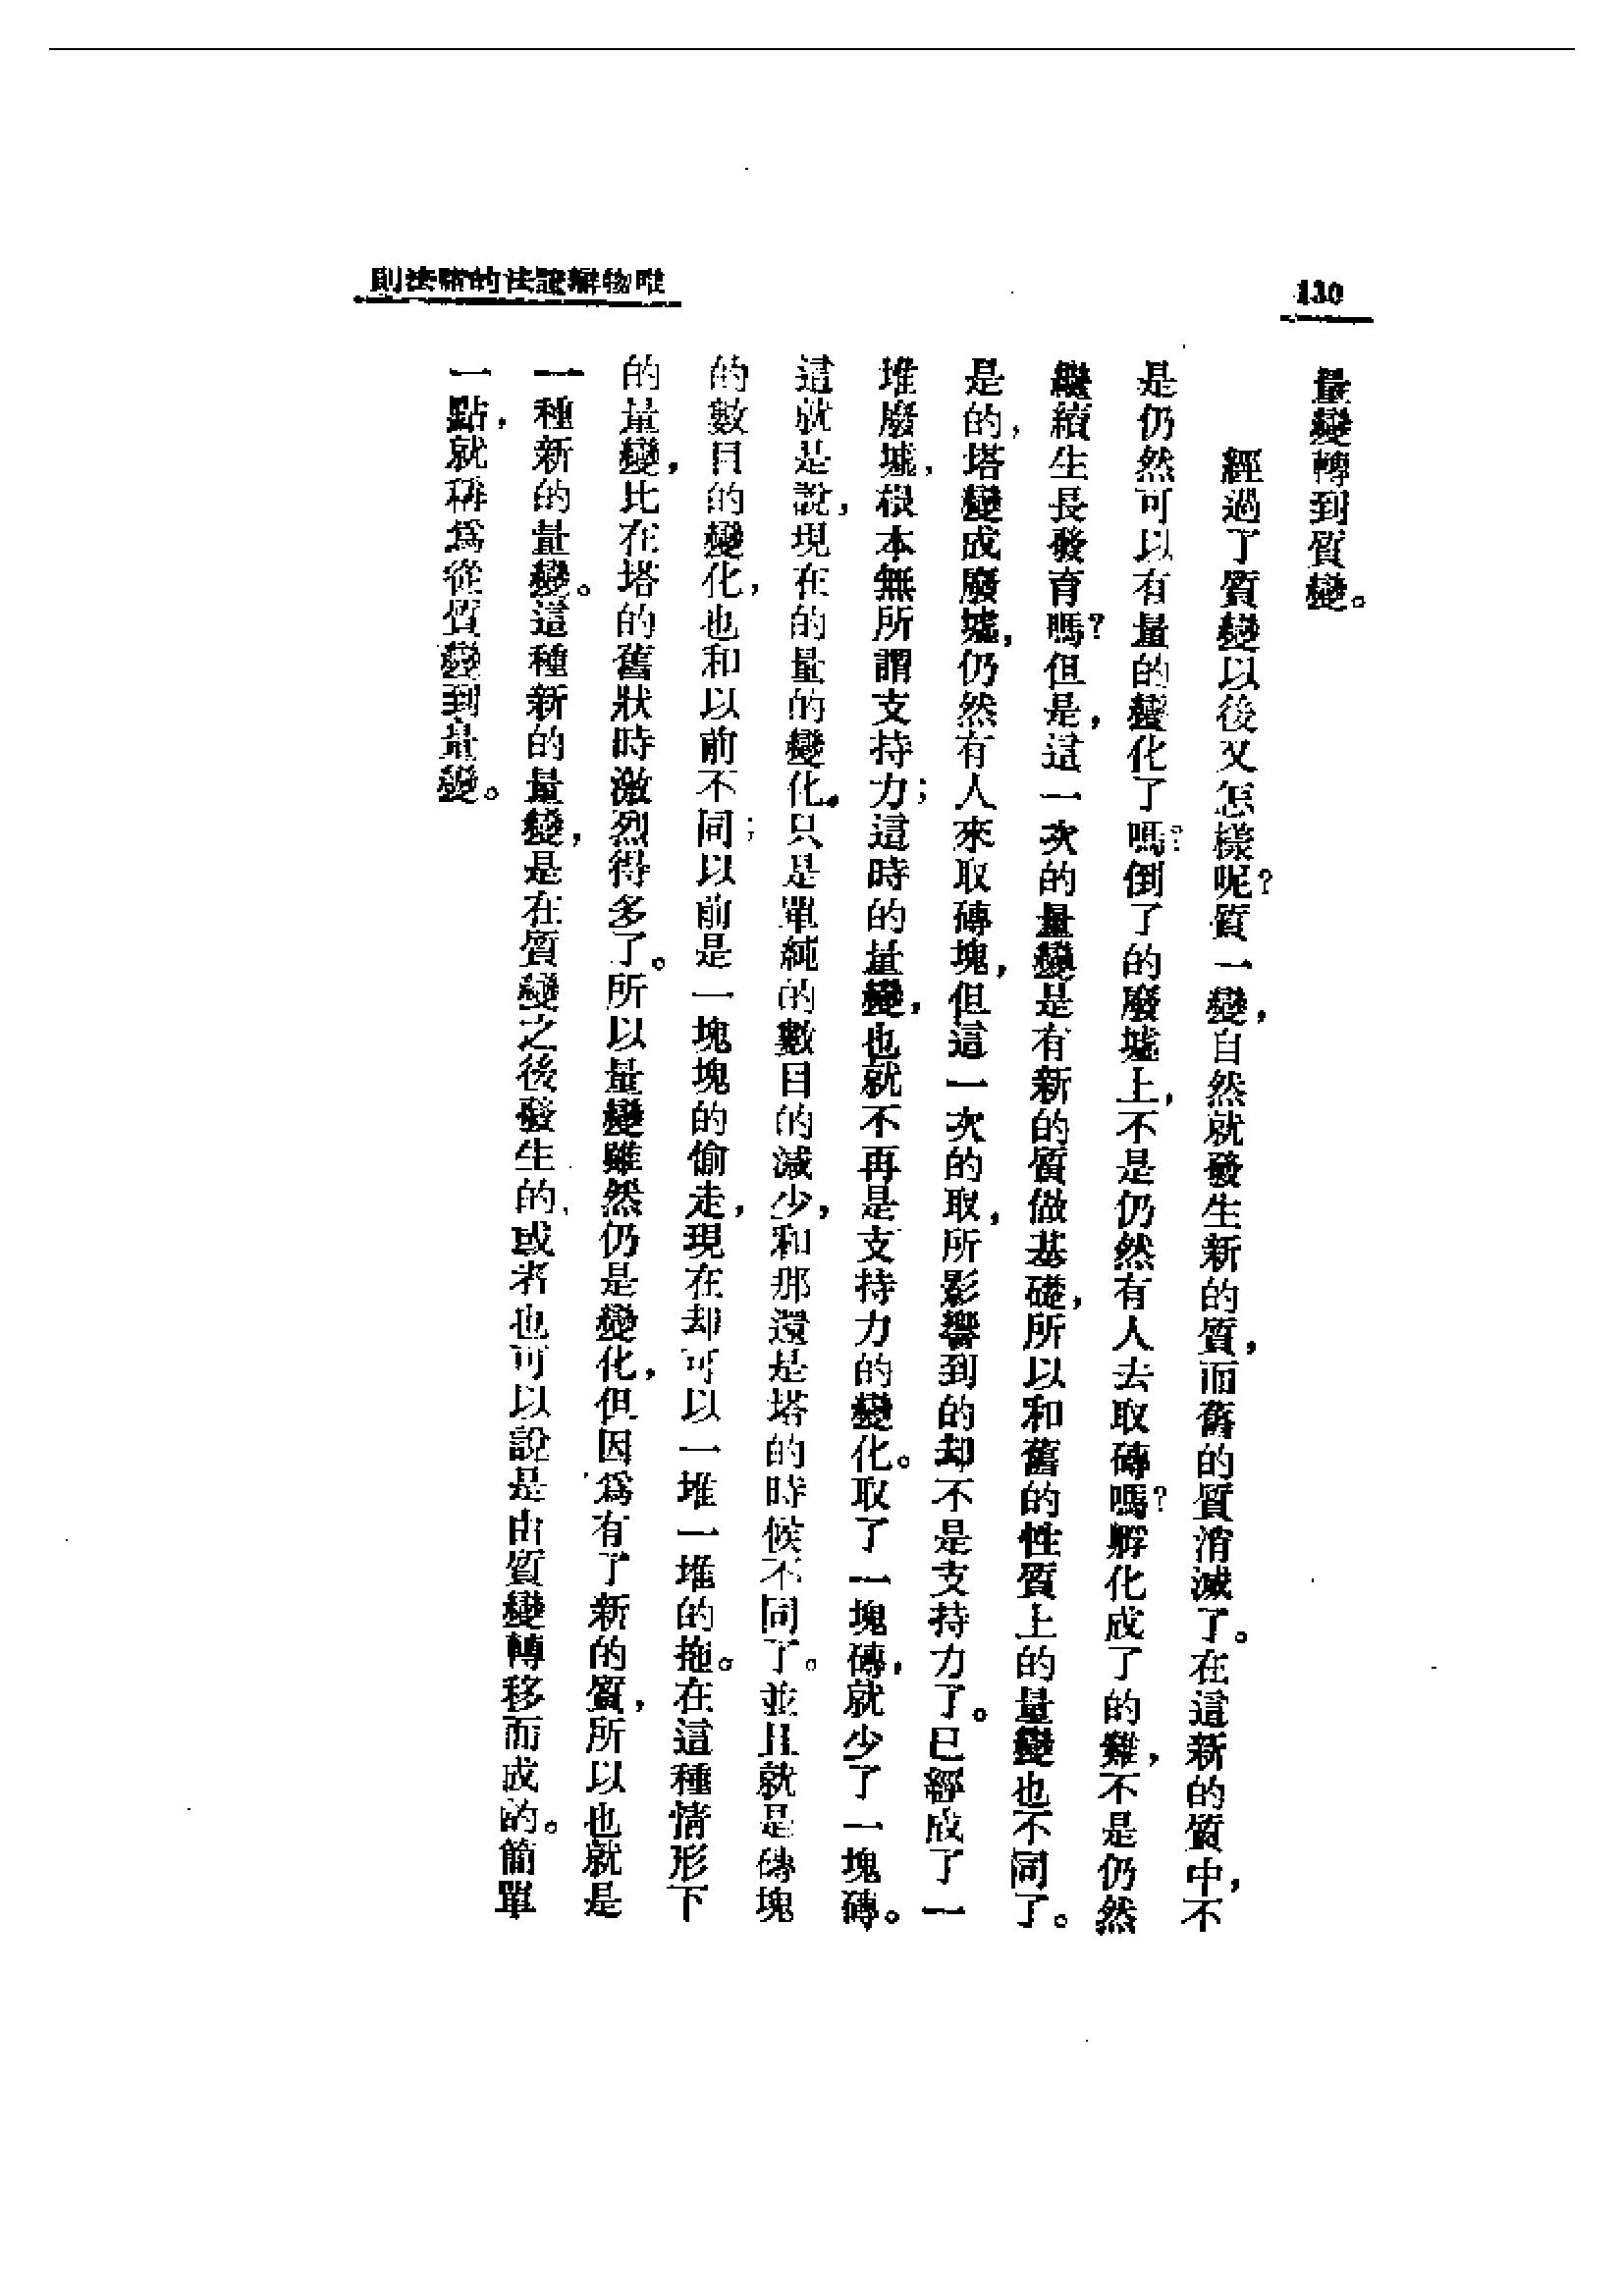 130
則法諸的法證辯物唯
量變轉到質變。
經過了質變以後又怎樣呢？質一變，自然就發生新的質，而舊的質消滅了。在這新的質中，不
是仍然可以有量的變化了嗎？倒了的廢墟上，不是仍然有人去取磚嗎？孵化成了的雞，不是仍然
繼續生長發育嗎？但是，這一次的量變是有新的質做基礎，所以和舊的性質上的量變也不同了。
是的，塔變成廢墟，仍然有人來取磚塊，但這一次的取，所影響到的却不是支持力了。已經成了一
堆廢墟，根本無所謂支持力；這時的量變，也就不再是支持力的變化。取了一塊磚，就少了一塊磚。
這就是說，現在的量的變化，只是單純的數目的減少，和那還是塔的時候不同了。並且就是磚塊
的數目的變化，也和以前不同；以前是一塊塊的偷走，現在却可以一堆一堆的拖。在這種情形下
的量變，比在塔的舊狀時激烈得多了。所以量變雖然仍是變化，但因爲有了新的質，所以也就是
一種新的量變。這種新的量變，是在質變之後發生的，或者也可以說是由質變轉移而成的。簡單
一點，就稱爲從質變到量變。